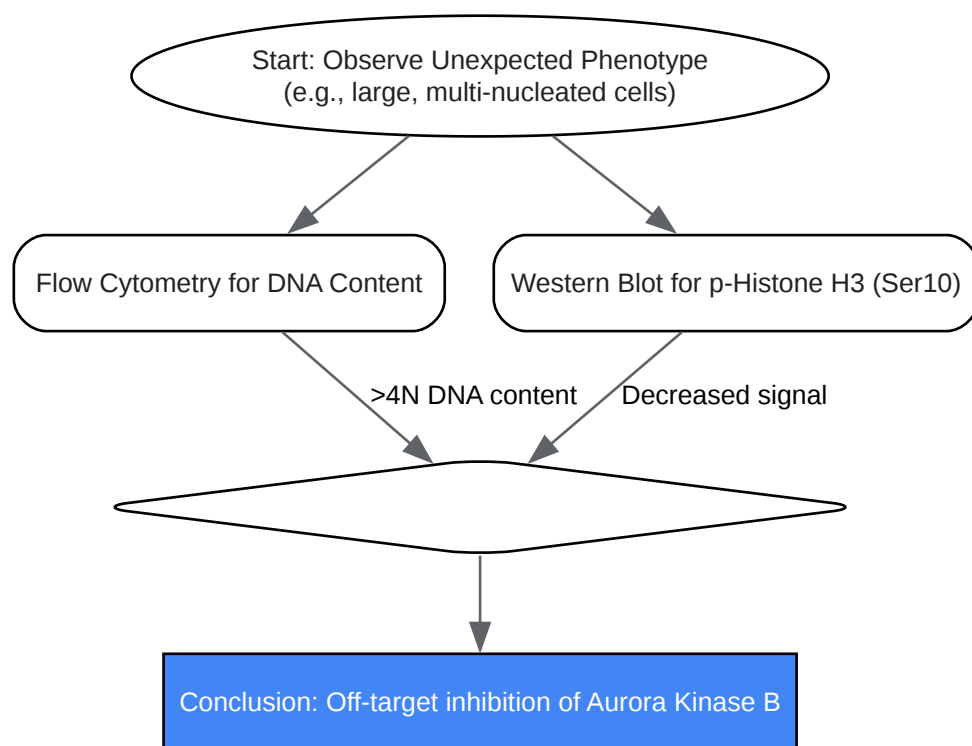 Start: Observe Unexpected Phenotype
(e.g., large, multi-nucleated cells)
Flow Cytometry for DNA Content
Western Blot for p-Histone H3 (Ser10)
>4N DNA content
Decreased signal
Conclusion: Off-target inhibition of Aurora Kinase B